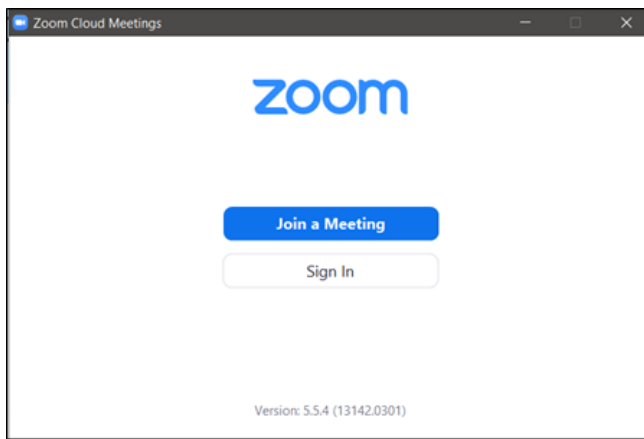 Zoom Cloud Meetings
zoom
Join a Meeting
Sign In
Version: 5.5.4 (13142.0301)